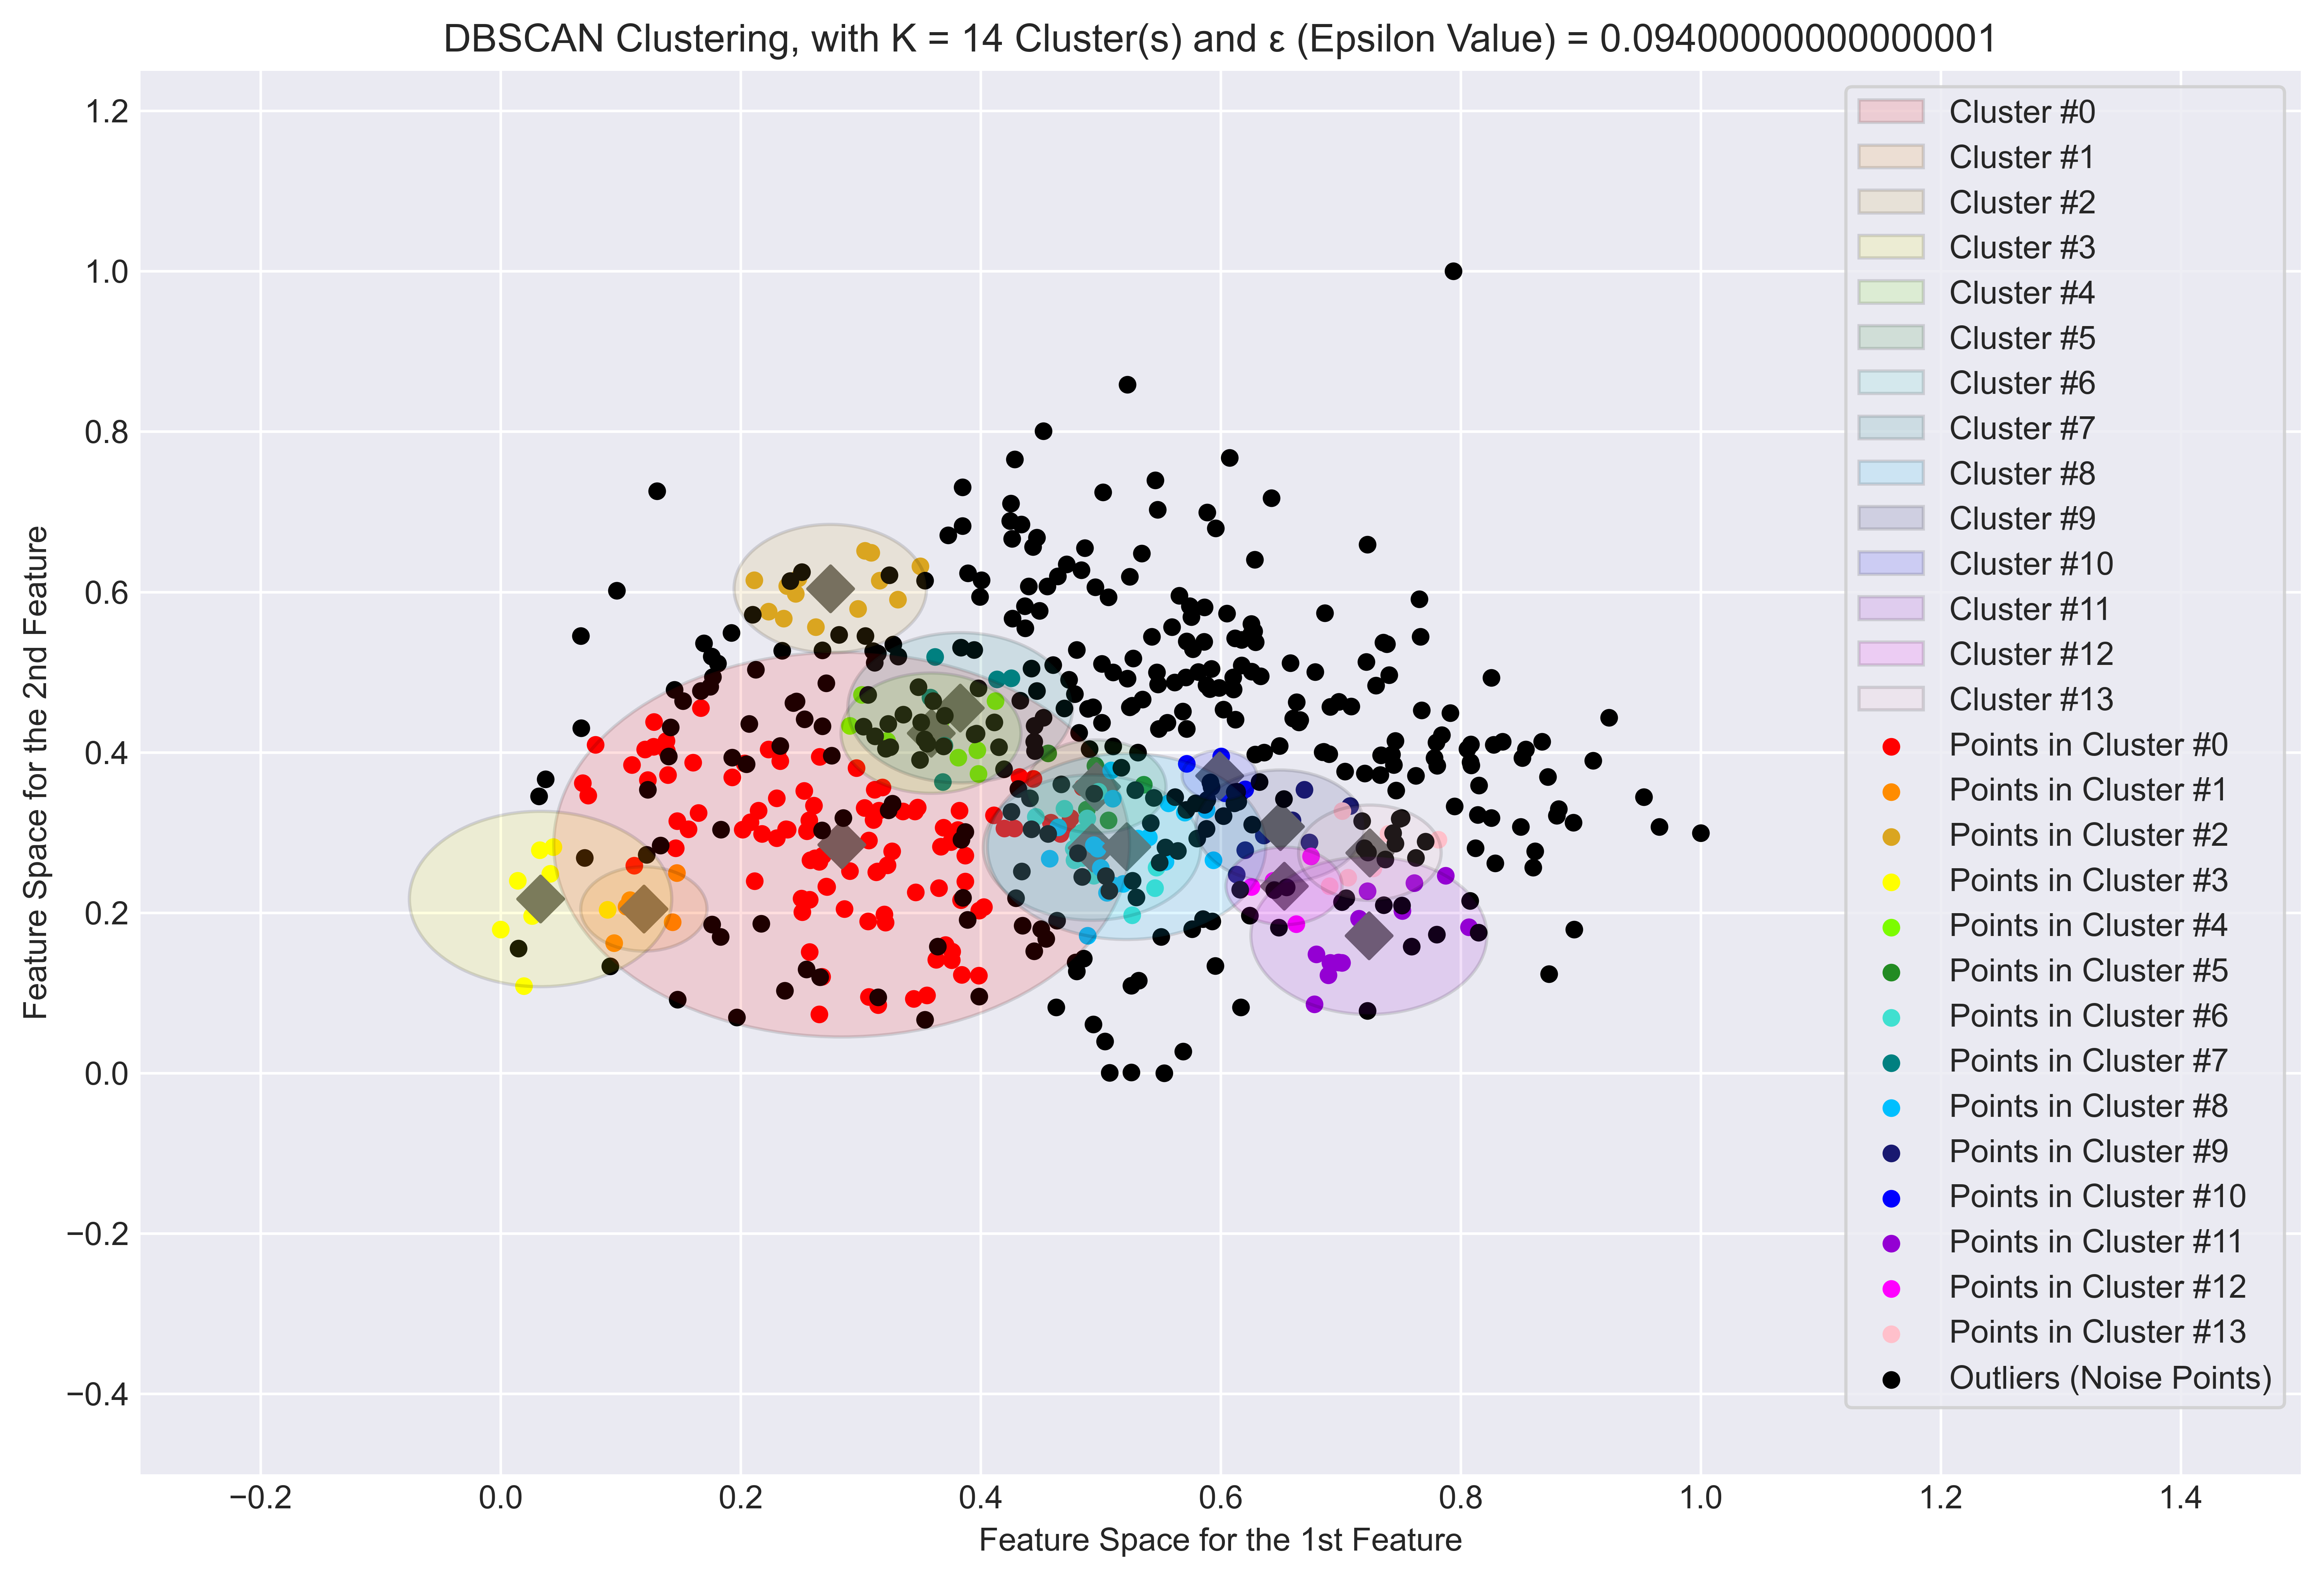 DBSCAN Clustering, with K = 14 Cluster(s) and ε (Epsilon Value) = 0.09400000000000001
1.2
1.0
0.8
0.6
0.4
0.2
0.0
−0.2
−0.4
Feature Space for the 2nd Feature
−0.2
0.0
0.2
0.4
0.6
0.8
1.0
1.2
1.4
Feature Space for the 1st Feature
Cluster #0
Cluster #1
Cluster #2
Cluster #3
Cluster #4
Cluster #5
Cluster #6
Cluster #7
Cluster #8
Cluster #9
Cluster #10
Cluster #11
Cluster #12
Cluster #13
Points in Cluster #0
Points in Cluster #1
Points in Cluster #2
Points in Cluster #3
Points in Cluster #4
Points in Cluster #5
Points in Cluster #6
Points in Cluster #7
Points in Cluster #8
Points in Cluster #9
Points in Cluster #10
Points in Cluster #11
Points in Cluster #12
Points in Cluster #13
Outliers (Noise Points)